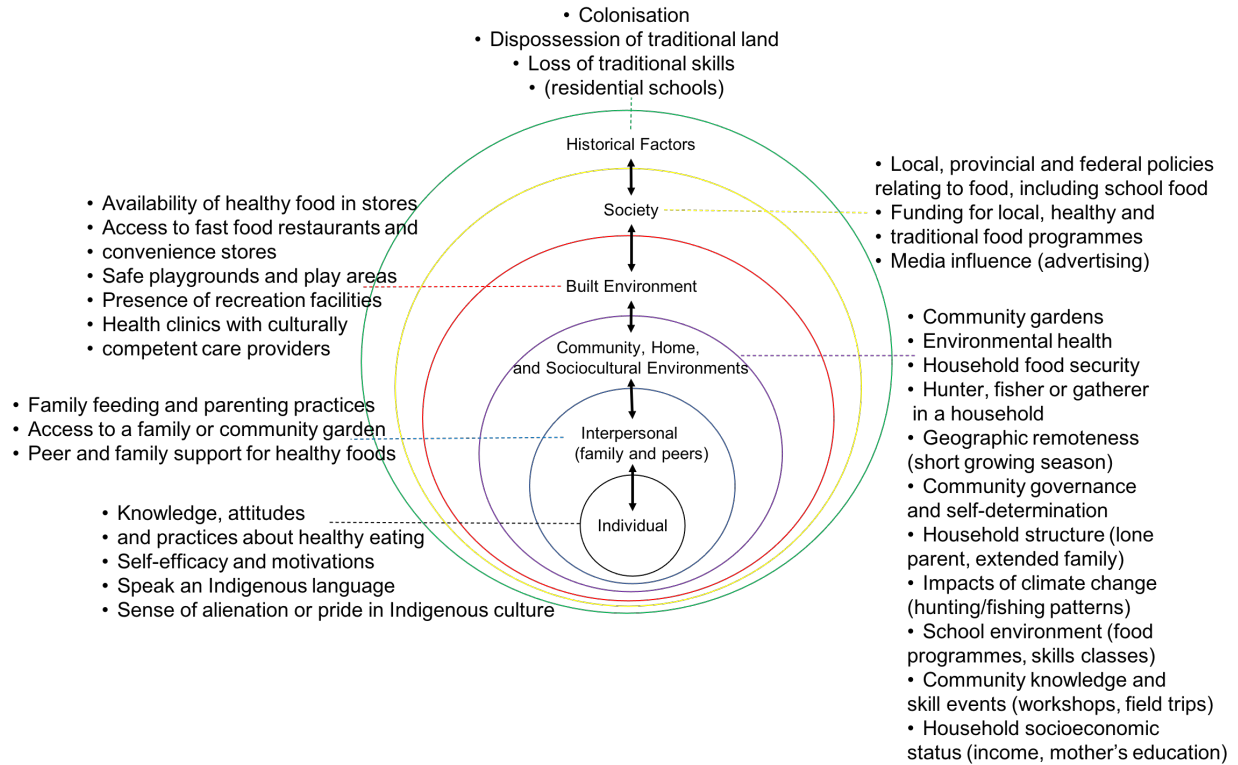 • Colonisation
• Dispossession of traditional land
• Loss of traditional skills
• (residential schools)
Historical Factors
Society
Built Environment
Community, Home,
and Sociocultural Environments
Interpersonal
(family and peers)
Individual
• Availability of healthy food in stores
• Access to fast food restaurants and
• convenience stores
• Safe playgrounds and play areas
• Presence of recreation facilities
• Health clinics with culturally
• competent care providers
• Family feeding and parenting practices
• Access to a family or community garden
• Peer and family support for healthy foods
• Knowledge, attitudes
• and practices about healthy eating
• Self-efficacy and motivations
• Speak an Indigenous language
• Sense of alienation or pride in Indigenous culture
• Local, provincial and federal policies
relating to food, including school food
• Funding for local, healthy and
• traditional food programmes
• Media influence (advertising)
• Community gardens
• Environmental health
• Household food security
• Hunter, fisher or gatherer
in a household
• Geographic remoteness
(short growing season)
• Community governance
and self-determination
• Household structure (lone
parent, extended family)
• Impacts of climate change
(hunting/fishing patterns)
• School environment (food
programmes, skills classes)
• Community knowledge and
skill events (workshops, field trips)
• Household socioeconomic
status (income, mother's education)